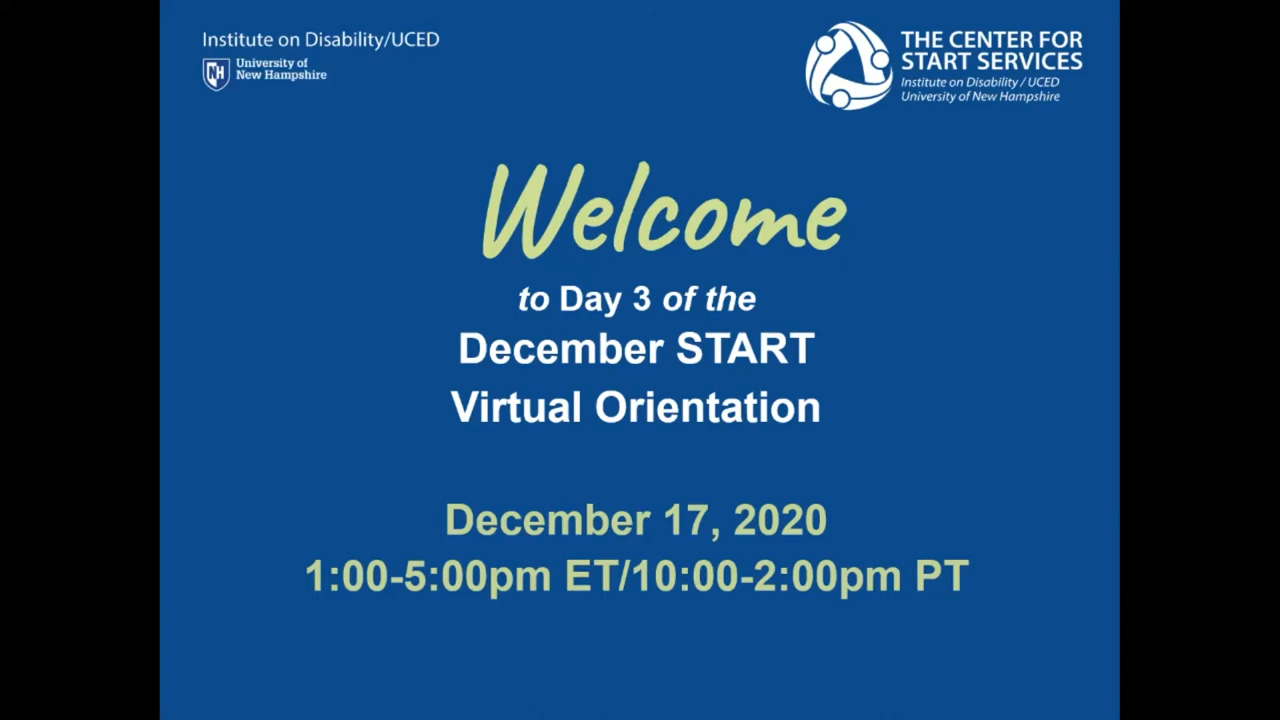 Institute on Disability/UCED
NH
University of
New Hampshire
THE CENTER FOR
START SERVICES
Institute on Disability / UCED
University of New Hampshire
Welcome
to Day 3 of the
December START
Virtual Orientation
December 17, 2020
1:00-5:00pm ET/10:00-2:00pm PT